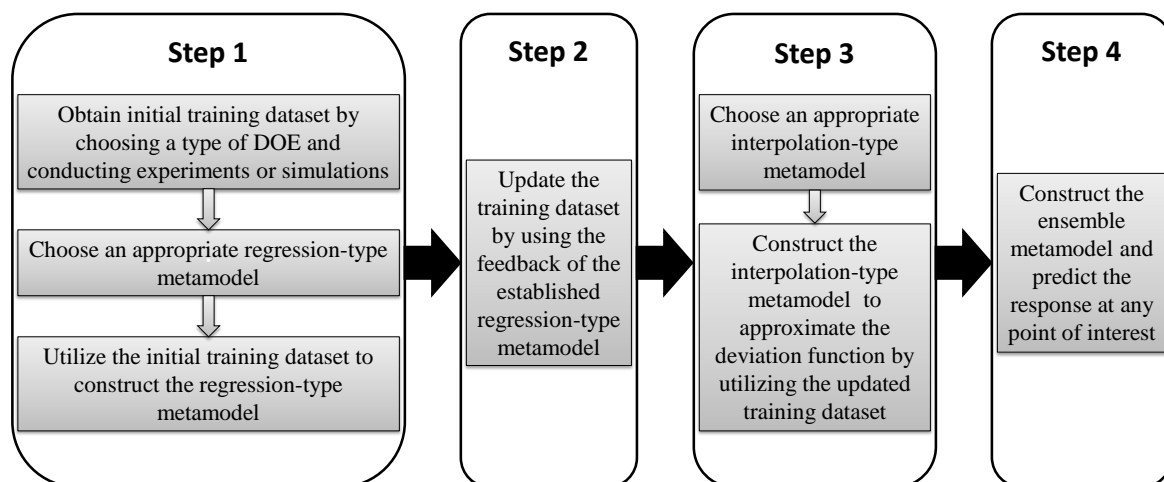 Step 1
Obtain initial training dataset by
choosing a type of DOE and
conducting experiments or simulations
Choose an appropriate regression-type
metamodel
Utilize the initial training dataset to
construct the regression-type
metamodel
Step 2
Update the
training dataset
by using the
feedback of the
established
regression-type
metamodel
Step 3
Choose an appropriate
interpolation-type
metamodel
Construct the
interpolation-type
metamodel to
approximate the
deviation function by
utilizing the updated
training dataset
Step 4
Construct the
ensemble
metamodel and
predict the
response at any
point of interest